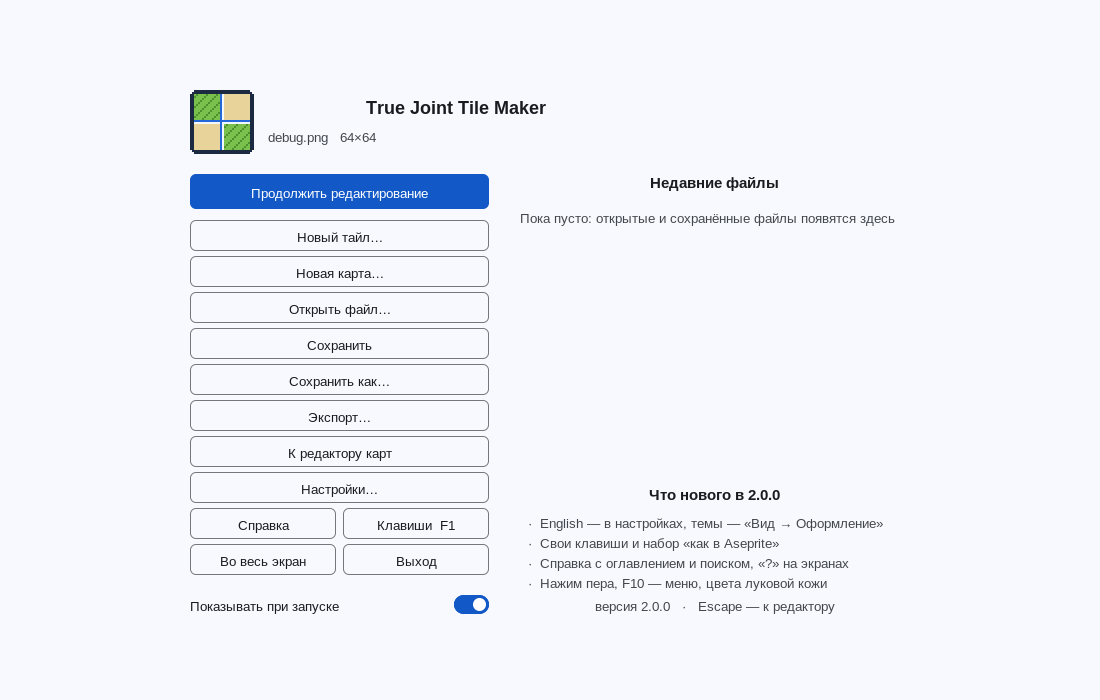 True Joint Tile Maker
debug.png 64×64
Продолжить редактирование
Новый тайл…
Новая карта…
Открыть файл…
Сохранить
Сохранить как…
Экспорт…
К редактору карт
Настройки…
Справка
Клавиши F1
Во весь экран
Выход
Показывать при запуске
Недавние файлы
Пока пусто: открытые и сохранённые файлы появятся здесь
Что нового в 2.0.0
· English — в настройках, темы — «Вид → Оформление»
· Свои клавиши и набор «как в Aseprite»
· Справка с оглавлением и поиском, «?» на экранах
· Нажим пера, F10 — меню, цвета луковой кожи
версия 2.0.0 · Escape — к редактору